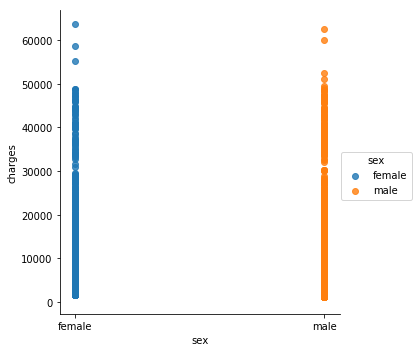 60000
50000
40000
30000
20000
10000
0
charges
female
male
sex
sex
female
male